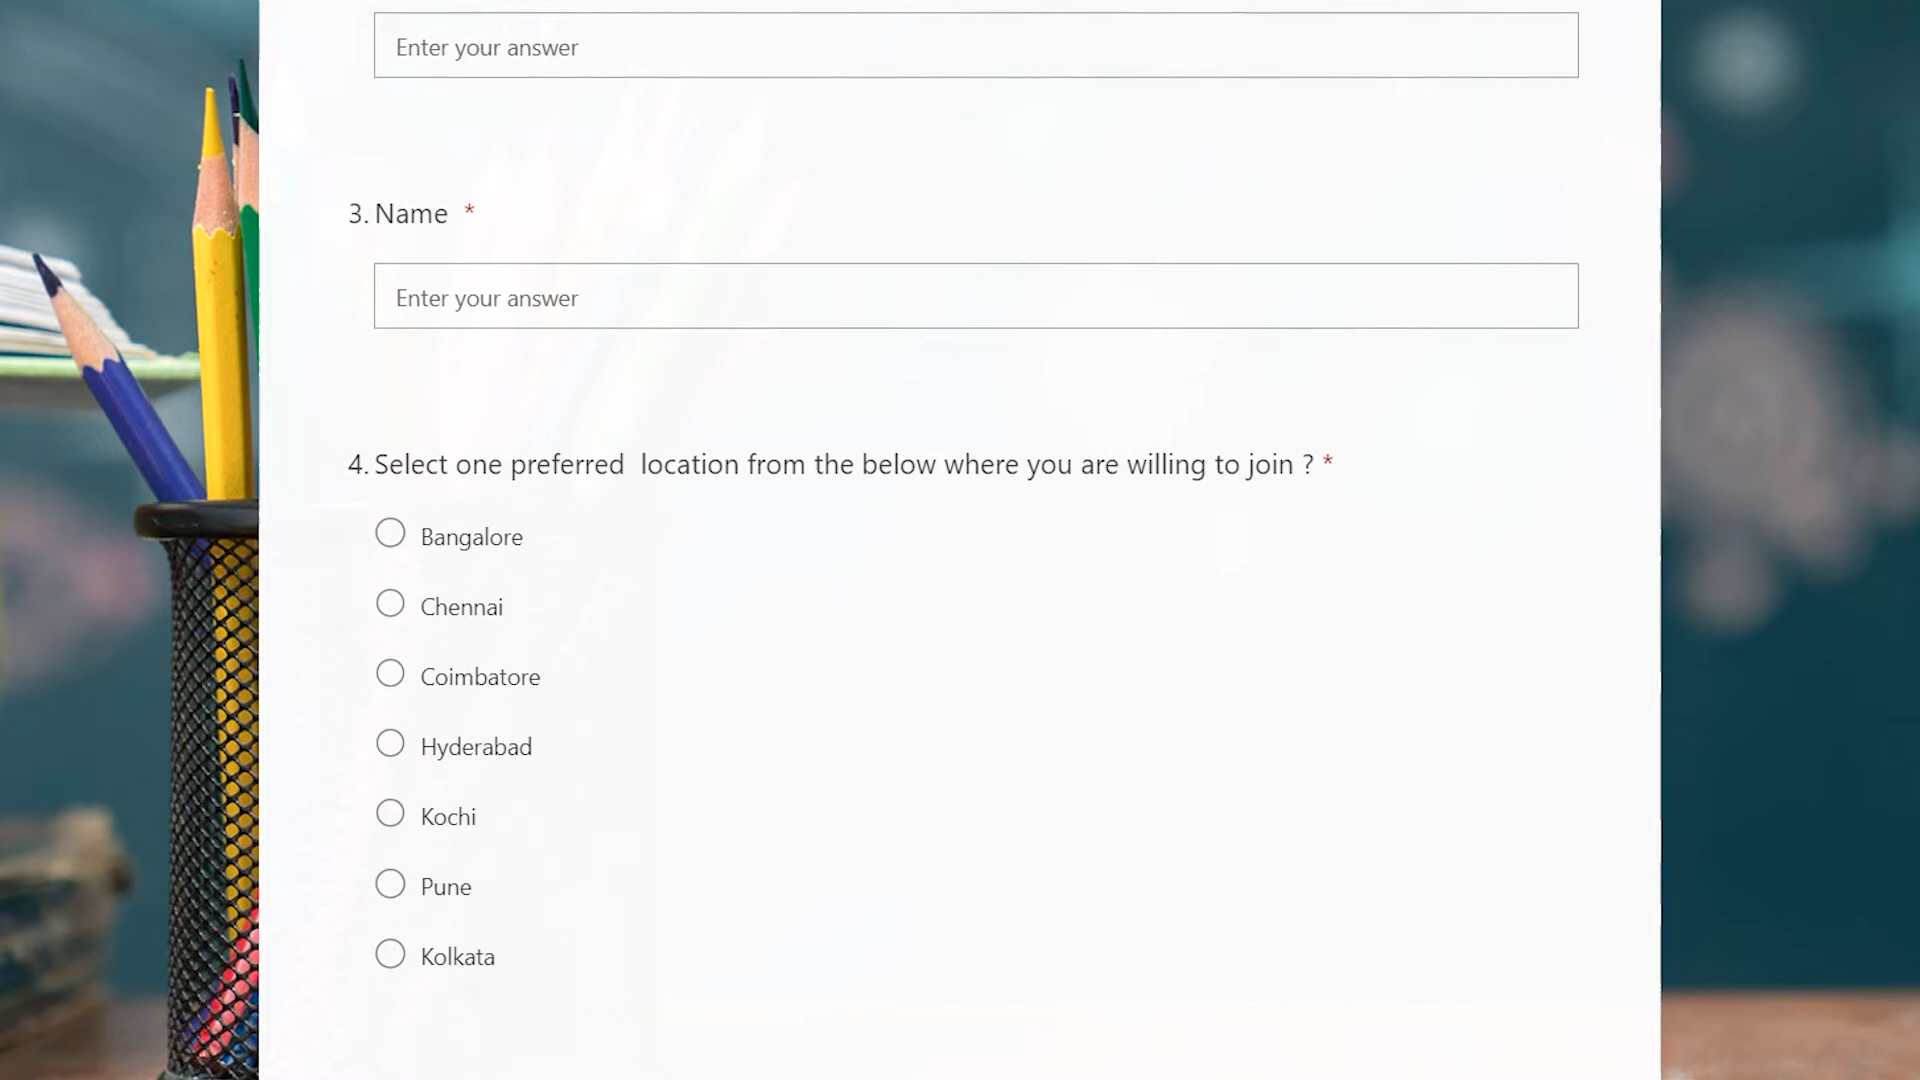 Enter your answer
3. Name *
Enter your answer
4. Select one preferred location from the below where you are willing to join ? *
Bangalore
Chennai
Coimbatore
Hyderabad
Kochi
Pune
Kolkata